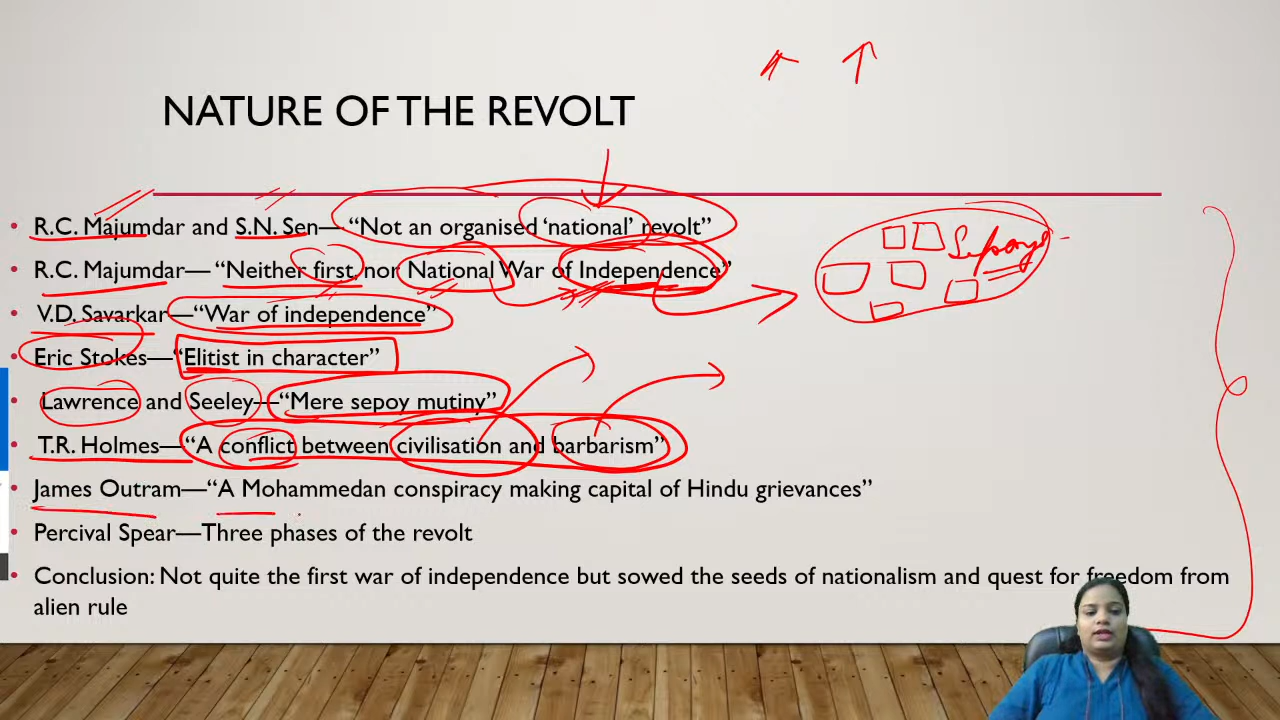 NATURE OF THE REVOLT
• R.C. Majumdar and S.N. Sen—“Not an organised ‘national’ revolt”
• R.C. Majumdar— “Neither first, nor National War of Independence”
Sepoys
• V.D. Savarkar—“War of independence”
• Eric Stokes—“Elitist in character”
• Lawrence and Seeley—“Mere sepoy mutiny”
• T.R. Holmes—“A conflict between civilisation and barbarism”
• James Outram—“A Mohammedan conspiracy making capital of Hindu grievances”
• Percival Spear—Three phases of the revolt
• Conclusion: Not quite the first war of independence but sowed the seeds of nationalism and quest for freedom from
alien rule